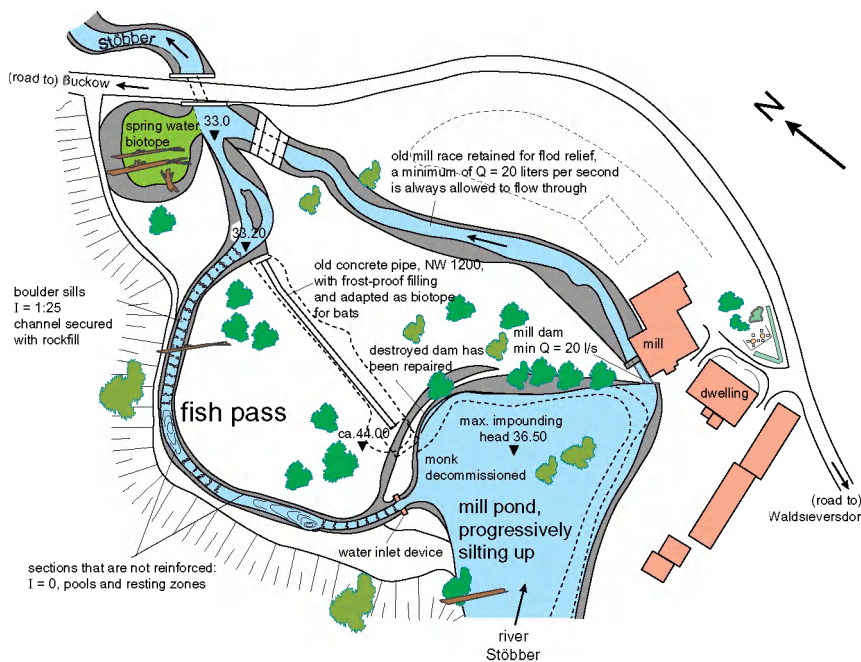 Stöbber
(road to) Buckow
N
spring water
biotope
33.0
old mill race retained for flod relief,
a minimum of Q = 20 liters per second
is always allowed to flow through
33.20
old concrete pipe, NW 1200,
with frost-proof filling
and adapted as biotope
for bats
boulder sills
I = 1:25
channel secured
with rockfill
mill dam
min Q = 20 l/s
mill
destroyed dam has
been repaired
dwelling
fish pass
ca.44.00
max. impounding
head 36.50
monk
decommissioned
(road to)
Waldsieversdor
mill pond,
progressively
silting up
water inlet device
sections that are not reinforced:
I = 0, pools and resting zones
river
Stöbber